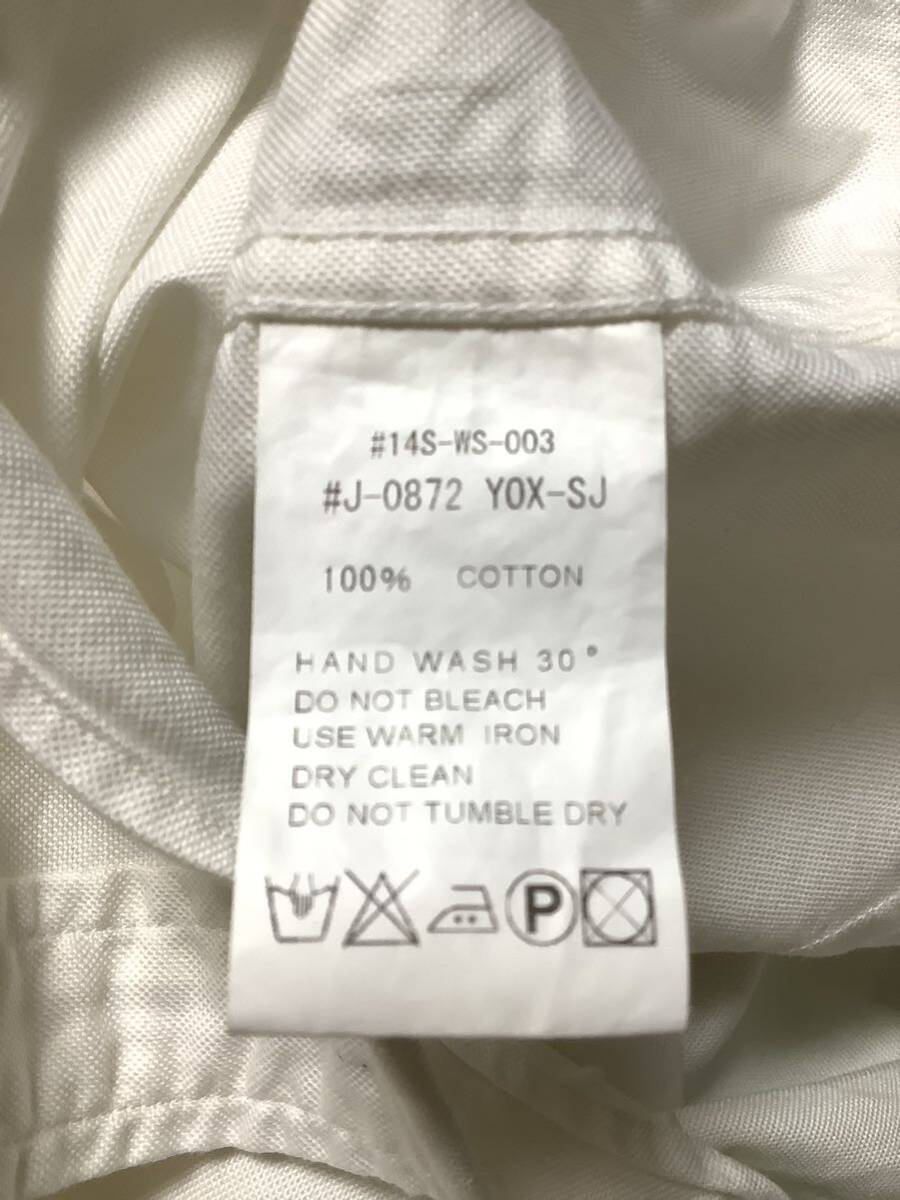 #14S-WS-003
#J-0872 YOX-SJ
100% COTTON
HAND WASH 30°
DO NOT BLEACH
USE WARM IRON
DRY CLEAN
DO NOT TUMBLE DRY
P